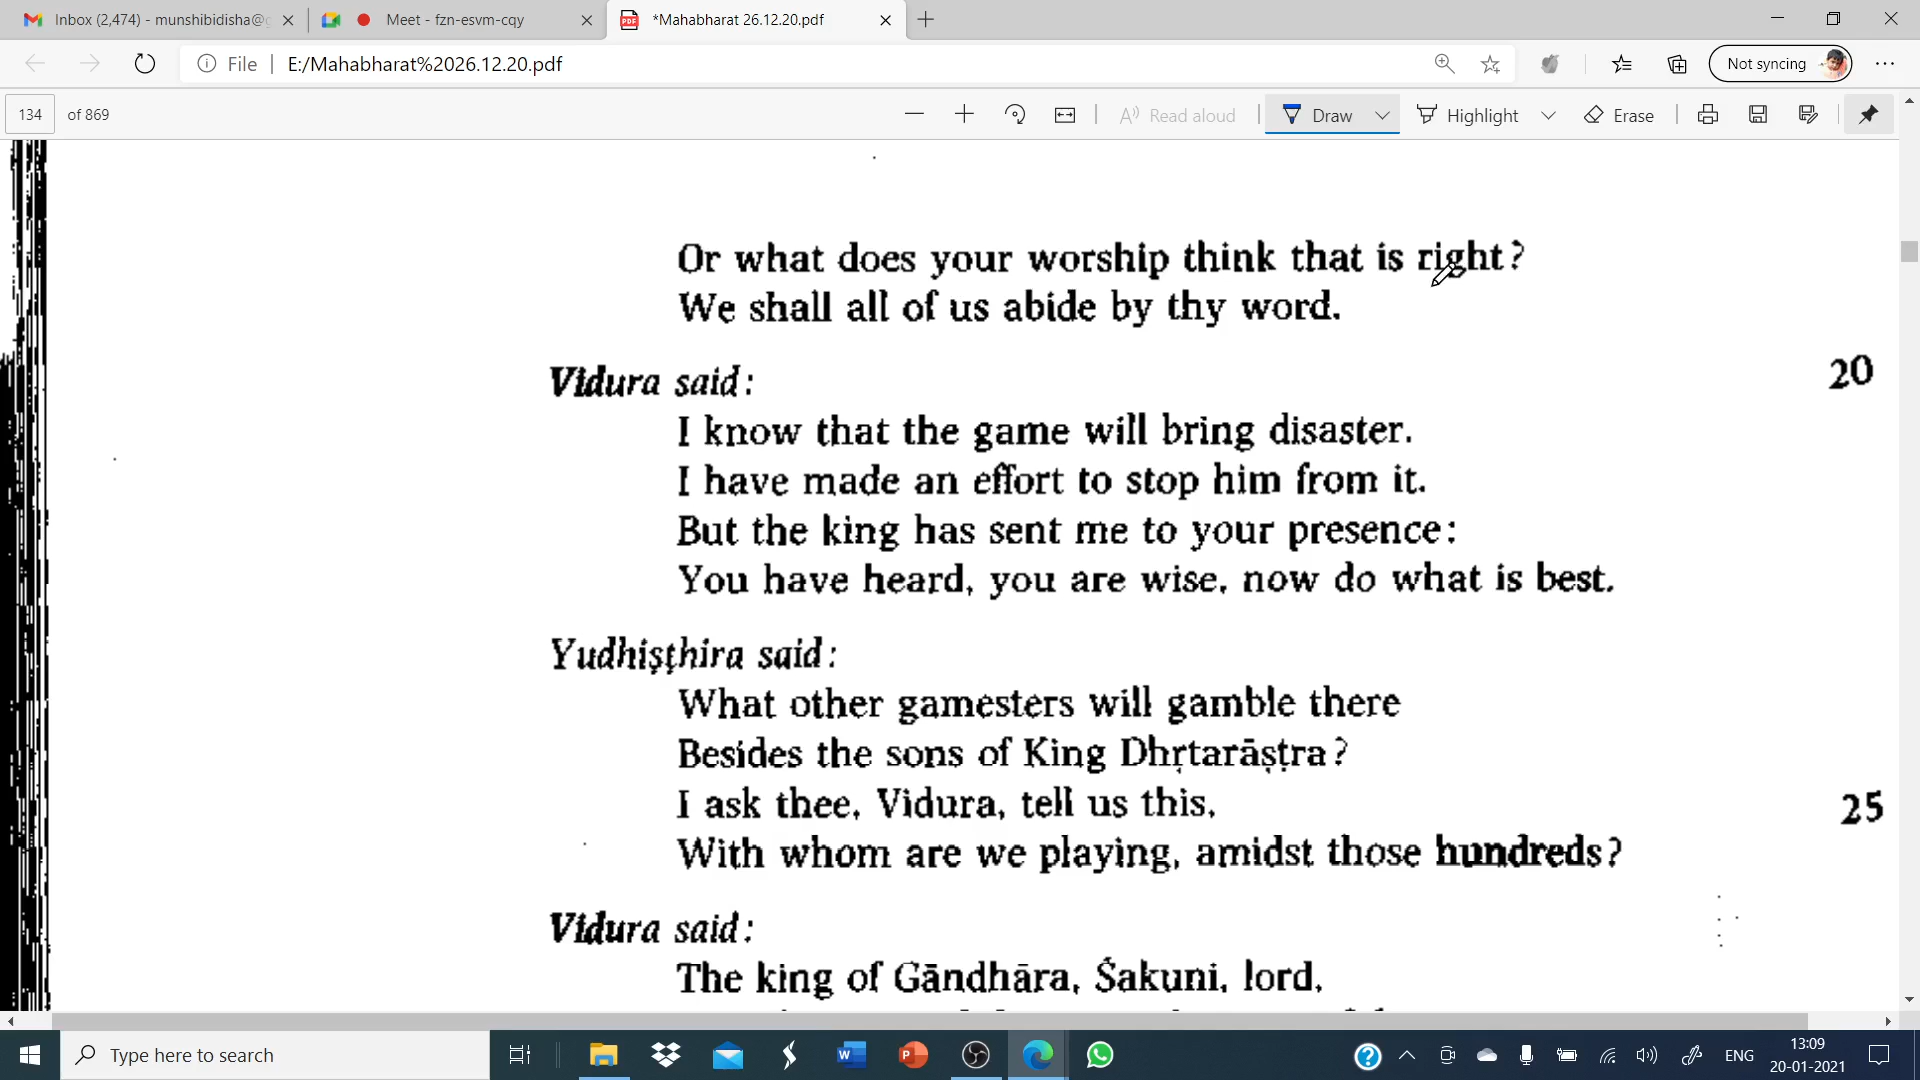 Inbox (2,474) - munshibidisha@g
Meet - fzn-esvm-cqy
*Mahabharat 26.12.20.pdf
File
E:/Mahabharat%2026.12.20.pdf
Not syncing
134 of 869
Read aloud
Draw
Highlight
Erase
Or what does your worship think that is right?
We shall all of us abide by thy word.
Vidura said:
20
I know that the game will bring disaster.
I have made an effort to stop him from it.
But the king has sent me to your presence:
You have heard, you are wise, now do what is best.
Yudhiṣṭhira said:
What other gamesters will gamble there
Besides the sons of King Dhṛtarāṣṭra?
I ask thee, Vidura, tell us this,
25
With whom are we playing, amidst those hundreds?
Vidura said:
The king of Gāndhāra, Śakuni, lord,
Type here to search
ENG
13:09
20-01-2021